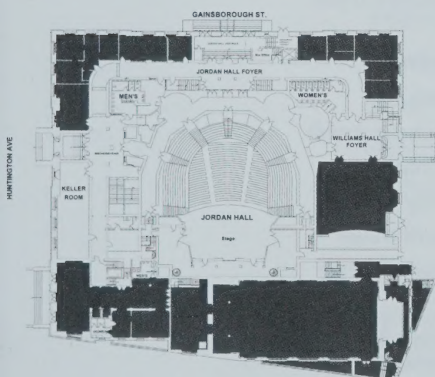 GAINSBOROUGH ST.
JORDAN HALL FOYER
MEN'S
WOMEN'S
WILLIAMS HALL
FOYER
HUNTINGTON AVE
KELLER
ROOM
JORDAN HALL
Stage